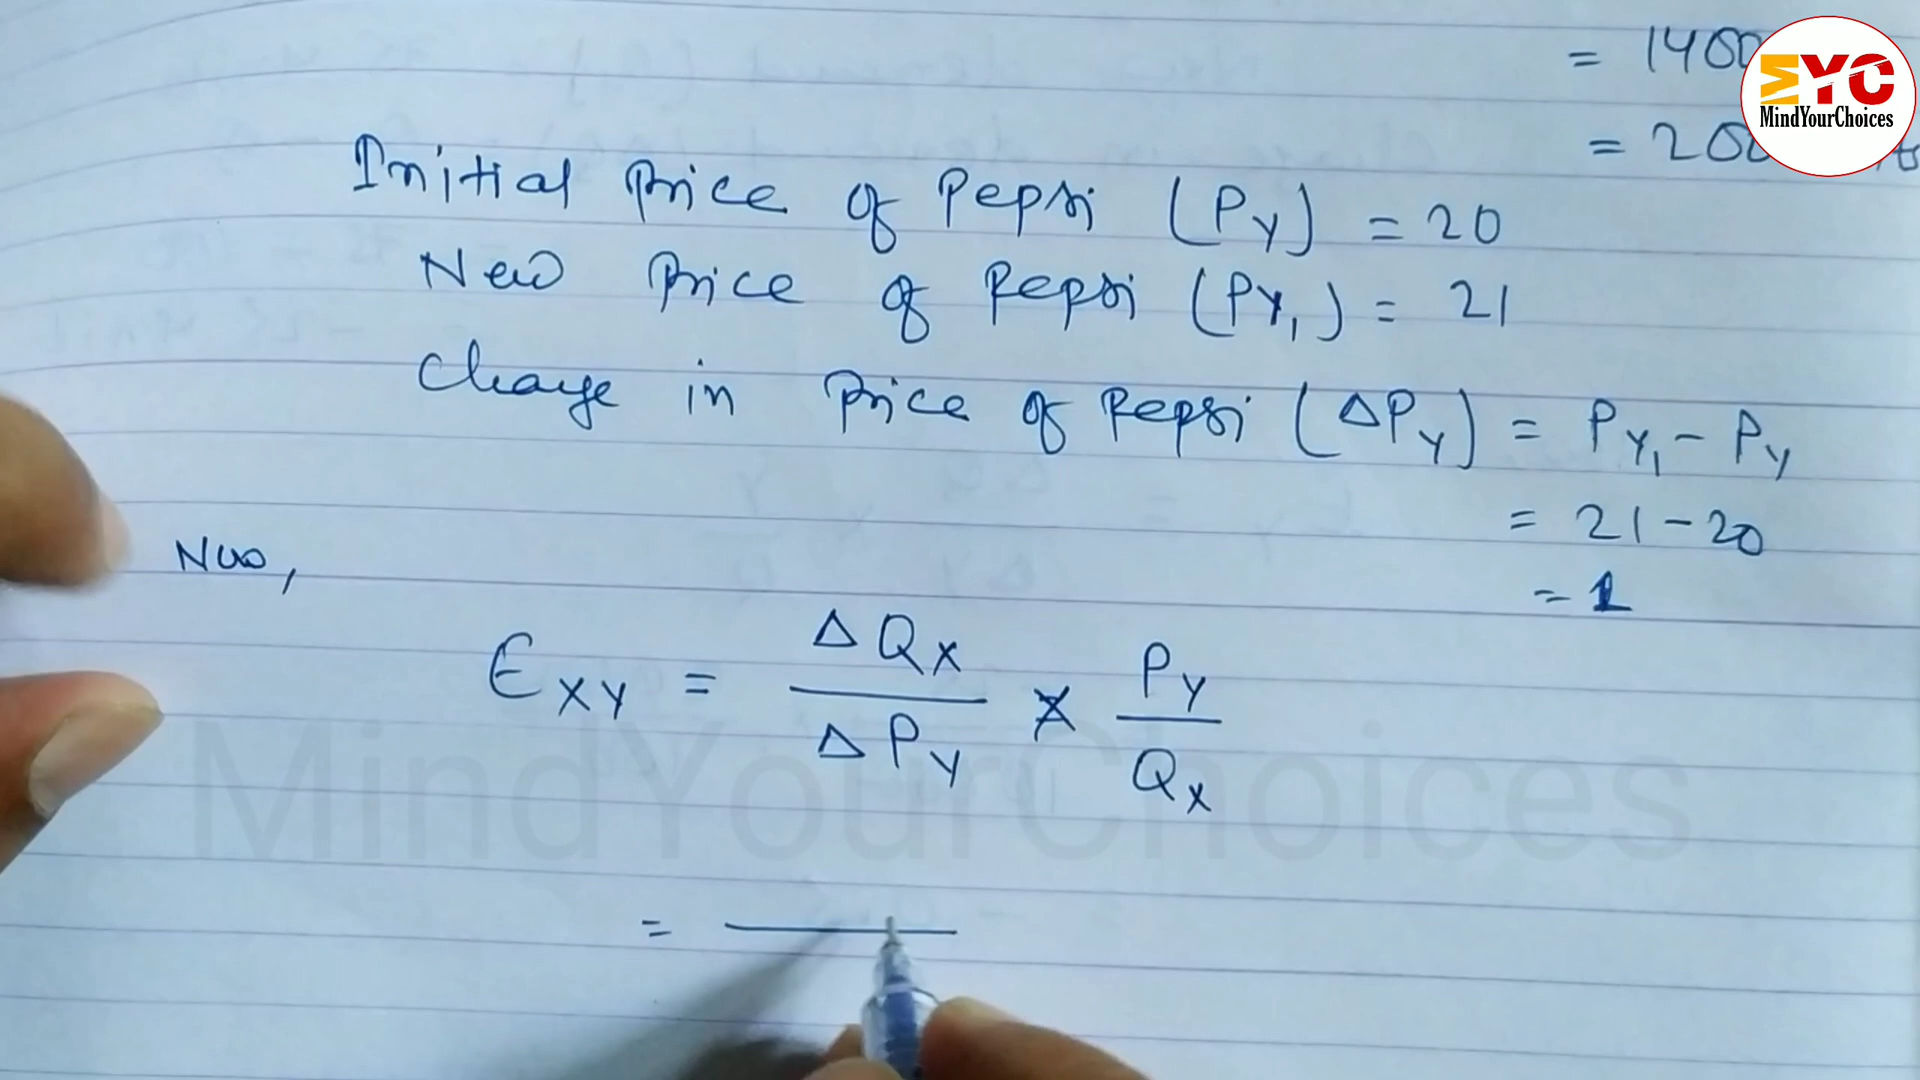 = 1400
= 200
MYC
MindYourChoices
Initial Price of Pepsi (PY) = 20
New Price of Pepsi (PY1) = 21
Change in Price of Pepsi (ΔPY) = PY1 - PY
= 21 - 20
= 1
Now,
EXY = ΔQX / ΔPY × PY / QX
MindYourChoices
=